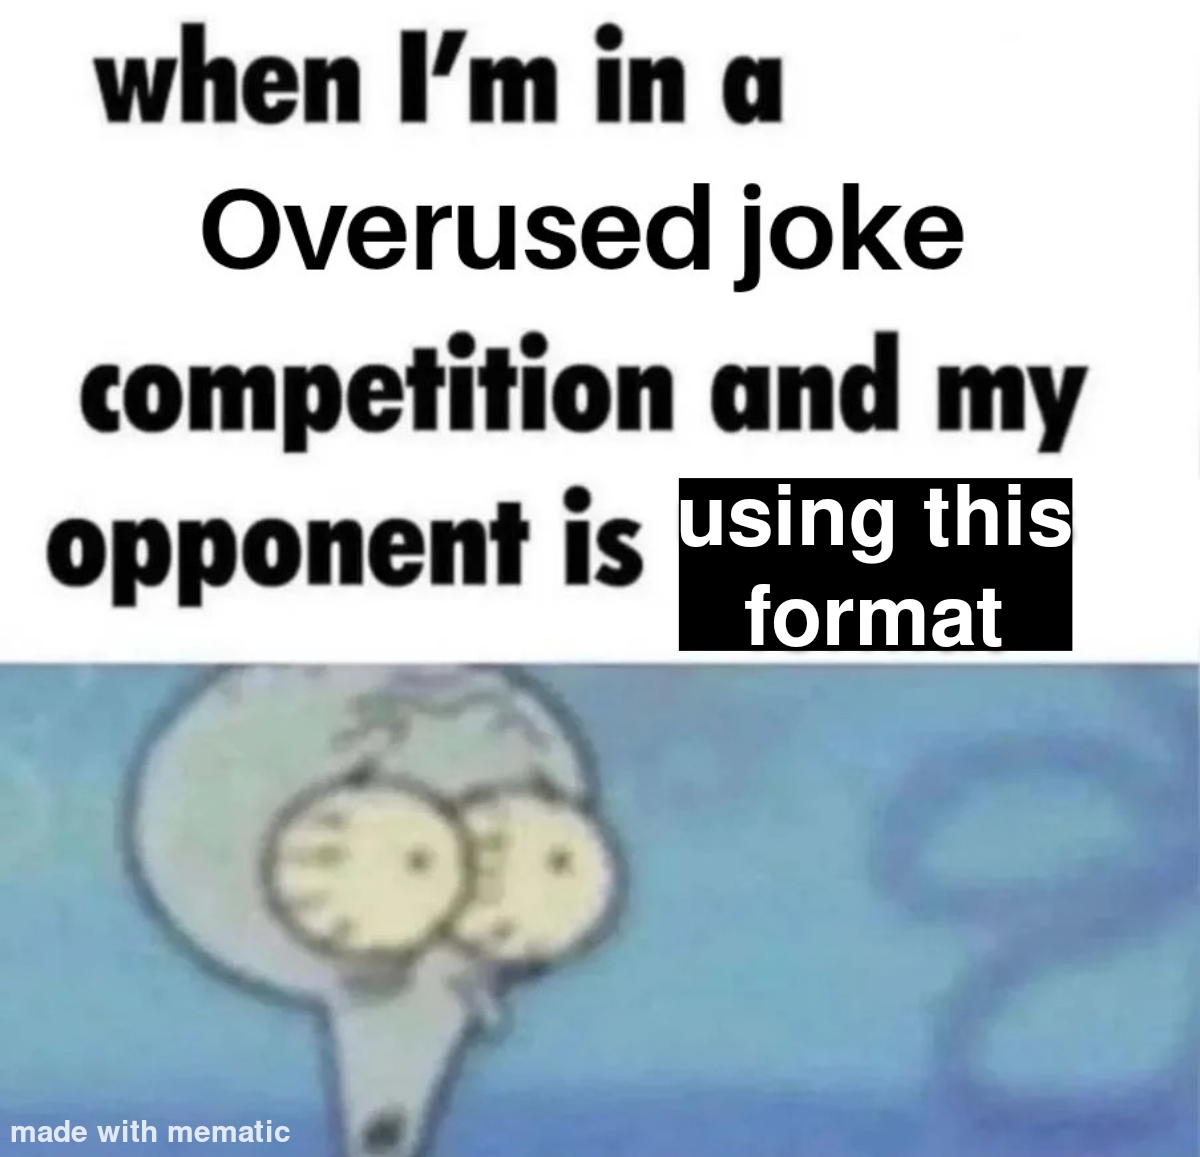 when I'm in a
Overused joke
competition and my
opponent is using this
format
made with mematic